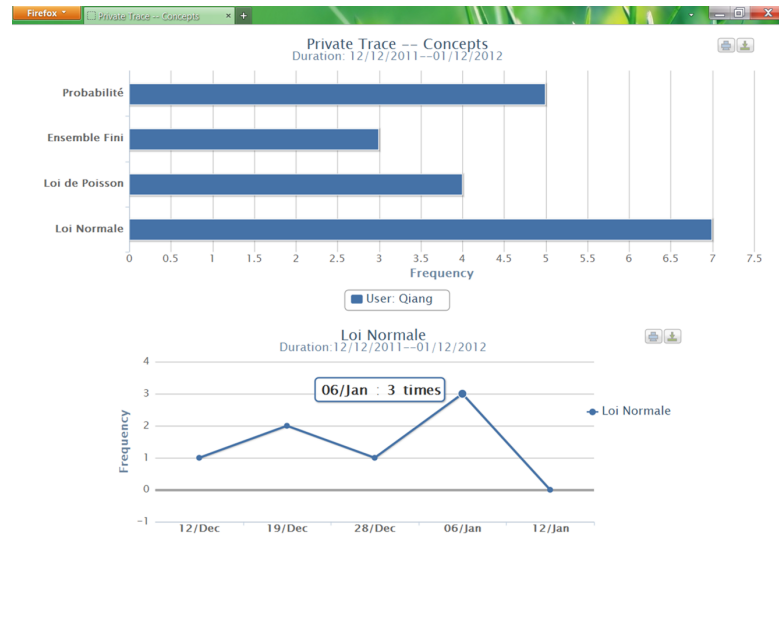 Firefox
Private Trace -- Concepts × +
Private Trace -- Concepts
Duration: 12/12/2011--01/12/2012
Probabilité
Ensemble Fini
Loi de Poisson
Loi Normale
0 0.5 1 1.5 2 2.5 3 3.5 4 4.5 5 5.5 6 6.5 7 7.5
Frequency
User: Qiang
Loi Normale
Duration:12/12/2011--01/12/2012
4
3
2
1
0
−1
Frequency
06/Jan : 3 times
Loi Normale
12/Dec 19/Dec 28/Dec 06/Jan 12/Jan